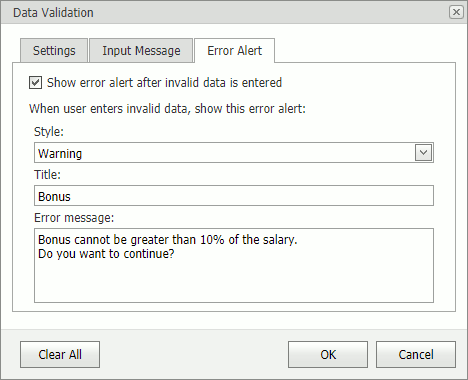 Data Validation
Settings Input Message Error Alert
Show error alert after invalid data is entered
When user enters invalid data, show this error alert:
Style:
Warning
Title:
Bonus
Error message:
Bonus cannot be greater than 10% of the salary.
Do you want to continue?
Clear All OK Cancel